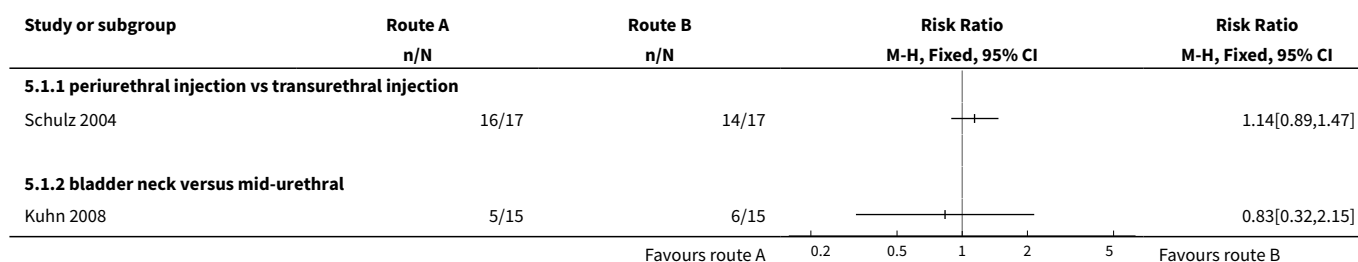 Study or subgroup Route A Route B Risk Ratio Risk Ratio
n/N n/N M-H, Fixed, 95% CI M-H, Fixed, 95% CI
5.1.1 periurethral injection vs transurethral injection
Schulz 2004 16/17 14/17 1.14[0.89,1.47]
5.1.2 bladder neck versus mid-urethral
Kuhn 2008 5/15 6/15 0.83[0.32,2.15]
Favours route A 0.2 0.5 1 2 5 Favours route B